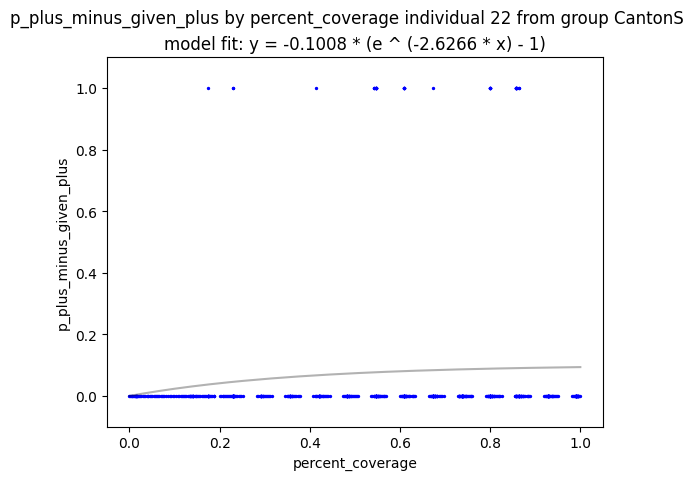 p_plus_minus_given_plus by percent_coverage individual 22 from group CantonS
model fit: y = -0.1008 * (e ^ (-2.6266 * x) - 1)
1.0
0.8
0.6
0.4
0.2
0.0
p_plus_minus_given_plus
0.0 0.2 0.4 0.6 0.8 1.0
percent_coverage